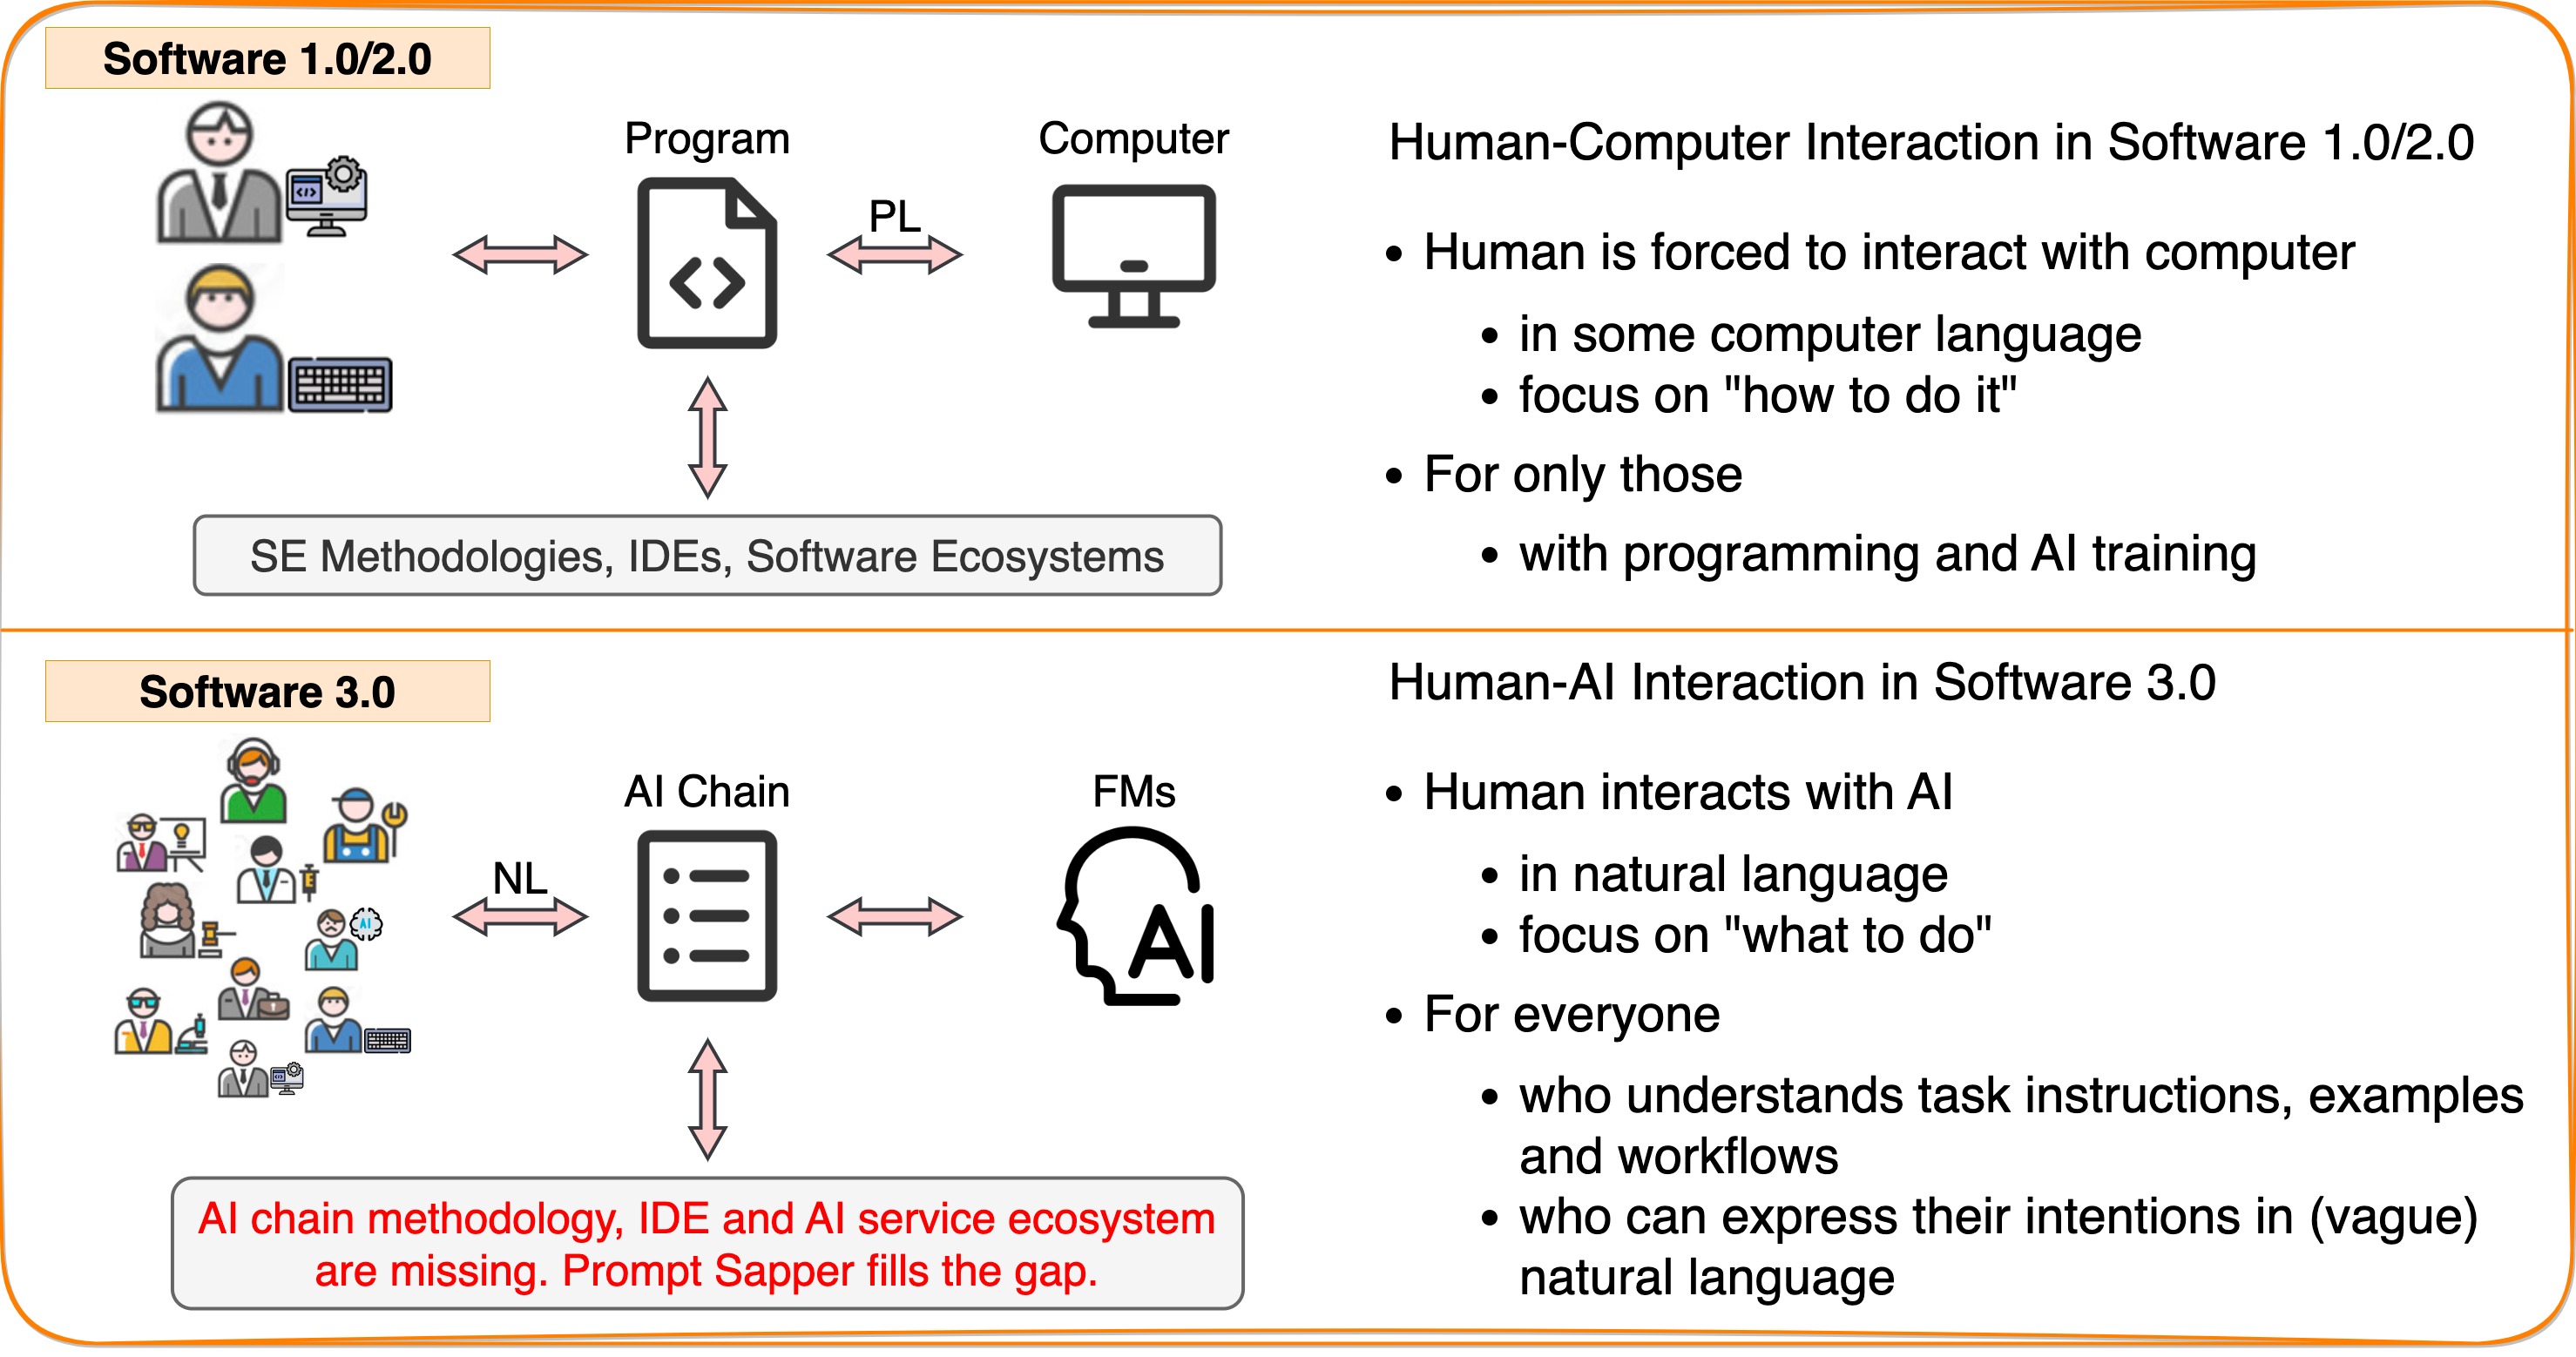 Software 1.0/2.0
Program
Computer
PL
SE Methodologies, IDEs, Software Ecosystems
Human-Computer Interaction in Software 1.0/2.0
• Human is forced to interact with computer
• in some computer language
• focus on "how to do it"
• For only those
• with programming and AI training
Software 3.0
AI Chain
FMs
NL
AI
AI
AI chain methodology, IDE and AI service ecosystem
are missing. Prompt Sapper fills the gap.
Human-AI Interaction in Software 3.0
• Human interacts with AI
• in natural language
• focus on "what to do"
• For everyone
• who understands task instructions, examples
and workflows
• who can express their intentions in (vague)
natural language